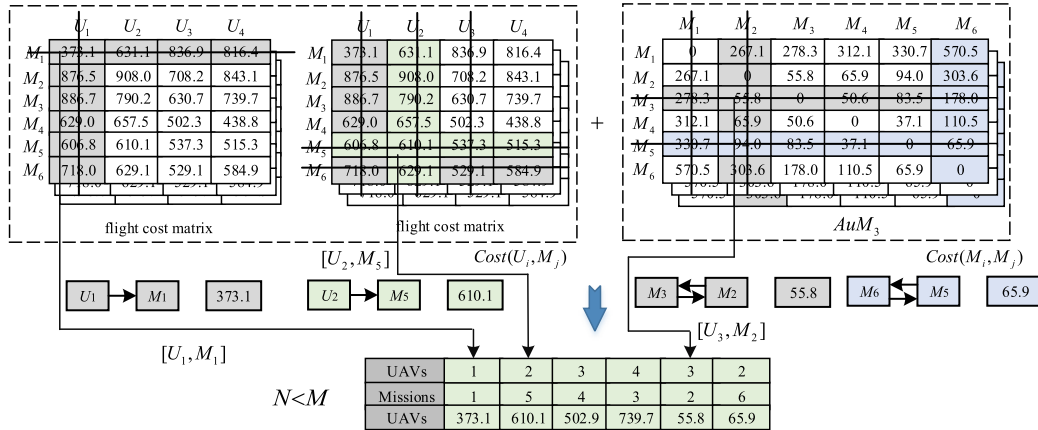 U1 U2 U3 U4
M1 373.1 631.1 836.9 816.4
M2 876.5 908.0 708.2 843.1
M3 886.7 790.2 630.7 739.7
M4 629.0 657.5 502.3 438.8
M5 606.8 610.1 537.3 515.3
M6 718.0 629.1 529.1 584.9
flight cost matrix
U1 U2 U3 U4
M1 373.1 631.1 836.9 816.4
M2 876.5 908.0 708.2 843.1
M3 886.7 790.2 630.7 739.7
M4 629.0 657.5 502.3 438.8
M5 606.8 610.1 537.3 515.3
M6 718.0 629.1 529.1 584.9
flight cost matrix
+
M1 M2 M3 M4 M5 M6
M1 0 267.1 278.3 312.1 330.7 570.5
M2 267.1 0 55.8 65.9 94.0 303.6
M3 278.3 55.8 0 50.6 83.5 178.0
M4 312.1 65.9 50.6 0 37.1 110.5
M5 330.7 94.0 83.5 37.1 0 65.9
M6 570.5 303.6 178.0 110.5 65.9 0
AuM3
[U2,M5] Cost(Ui,Mj) Cost(Mi,Mj)
U1 M1 373.1 U2 M5 610.1 M3 M2 55.8 M6 M5 65.9
[U1,M1] [U3,M2]
N<M
UAVs 1 2 3 4 3 2
Missions 1 5 4 3 2 6
UAVs 373.1 610.1 502.9 739.7 55.8 65.9